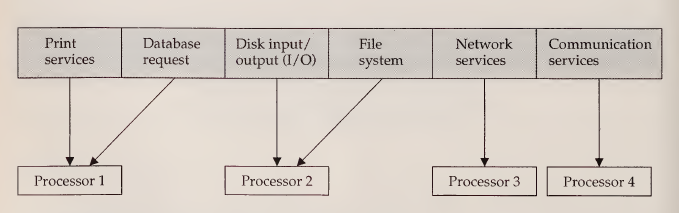 Print
services
Database
request
Disk input/
output (I/O)
File
system
Network
services
Communication
services
Processor 1
Processor 2
Processor 3
Processor 4